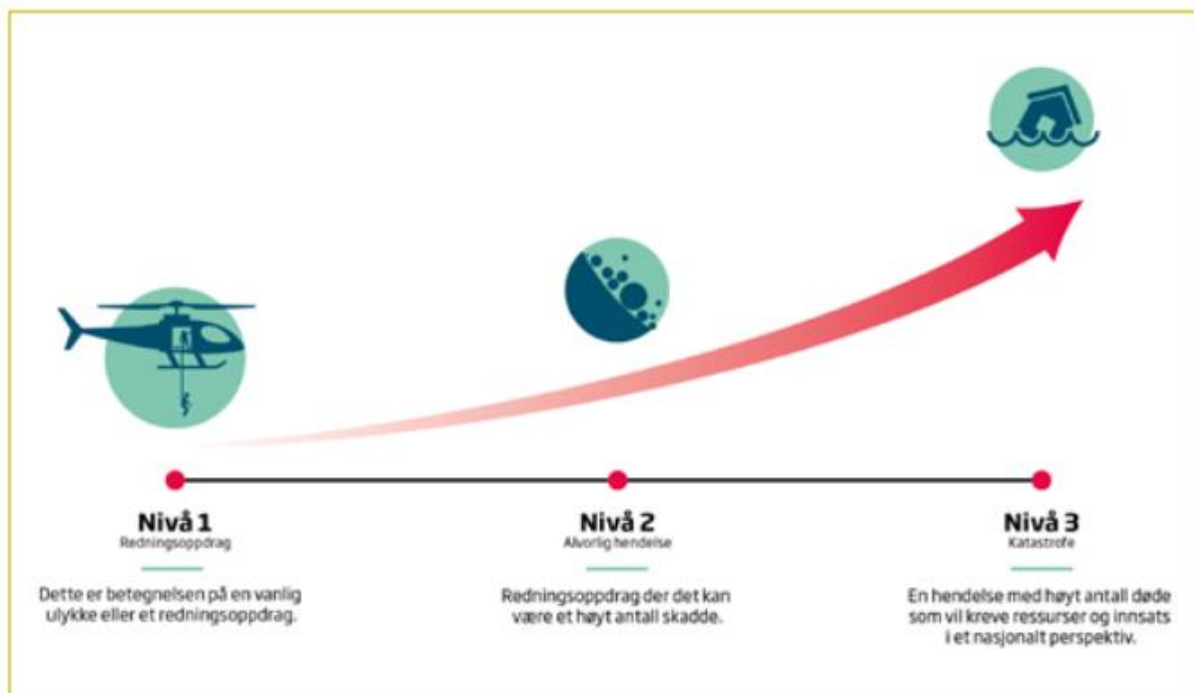 Nivå 1
Redningsoppdrag
Dette er betegnelsen på en vanlig
ulykke eller et redningsoppdrag.
Nivå 2
Alvorlig hendelse
Redningsoppdrag der det kan
være et høyt antall skadde.
Nivå 3
Katastrofe
En hendelse med høyt antall døde
som vil kreve ressurser og innsats
i et nasjonalt perspektiv.